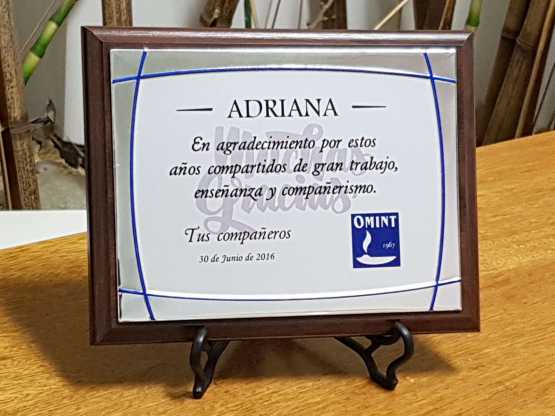 ADRIANA
En agradecimiento por estos
años compartidos de gran trabajo,
enseñanza y compañerismo.
Muchas
Gracias
Tus compañeros
30 de Junio de 2016
OMINT
1967